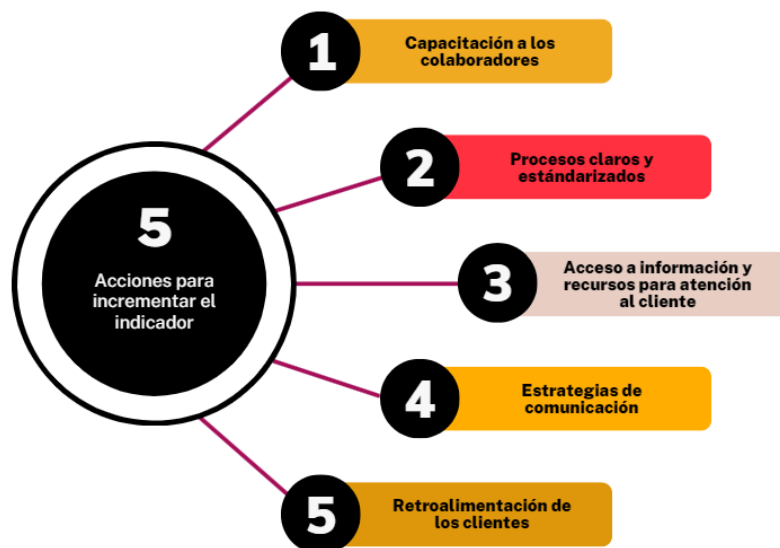 5
Acciones para
incrementar el
indicador
1
Capacitación a los
colaboradores
2
Procesos claros y
estándarizados
3
Acceso a información y
recursos para atención
al cliente
4
Estrategias de
comunicación
5
Retroalimentación de
los clientes